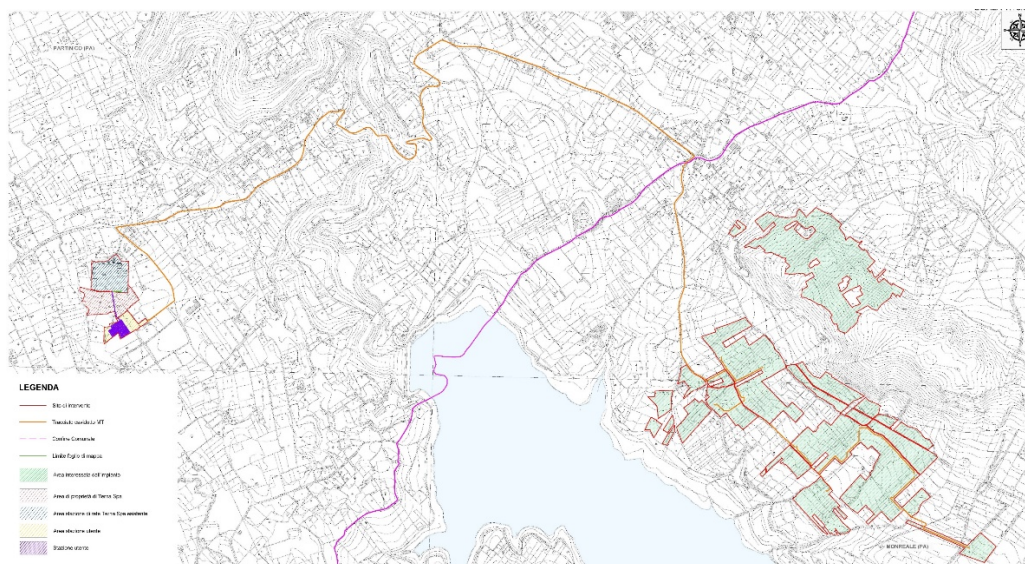 PARTINICO (PA)
LEGENDA
Sito di intervento
Tracciato cavidotto MT
Confine Comunale
Limite foglio di mappa
Area interessata dall'impianto
Area di proprietà di Terna Spa
Area stazione di rete Terna Spa esistente
Area stazione utente
Stazione utente
MONREALE (PA)